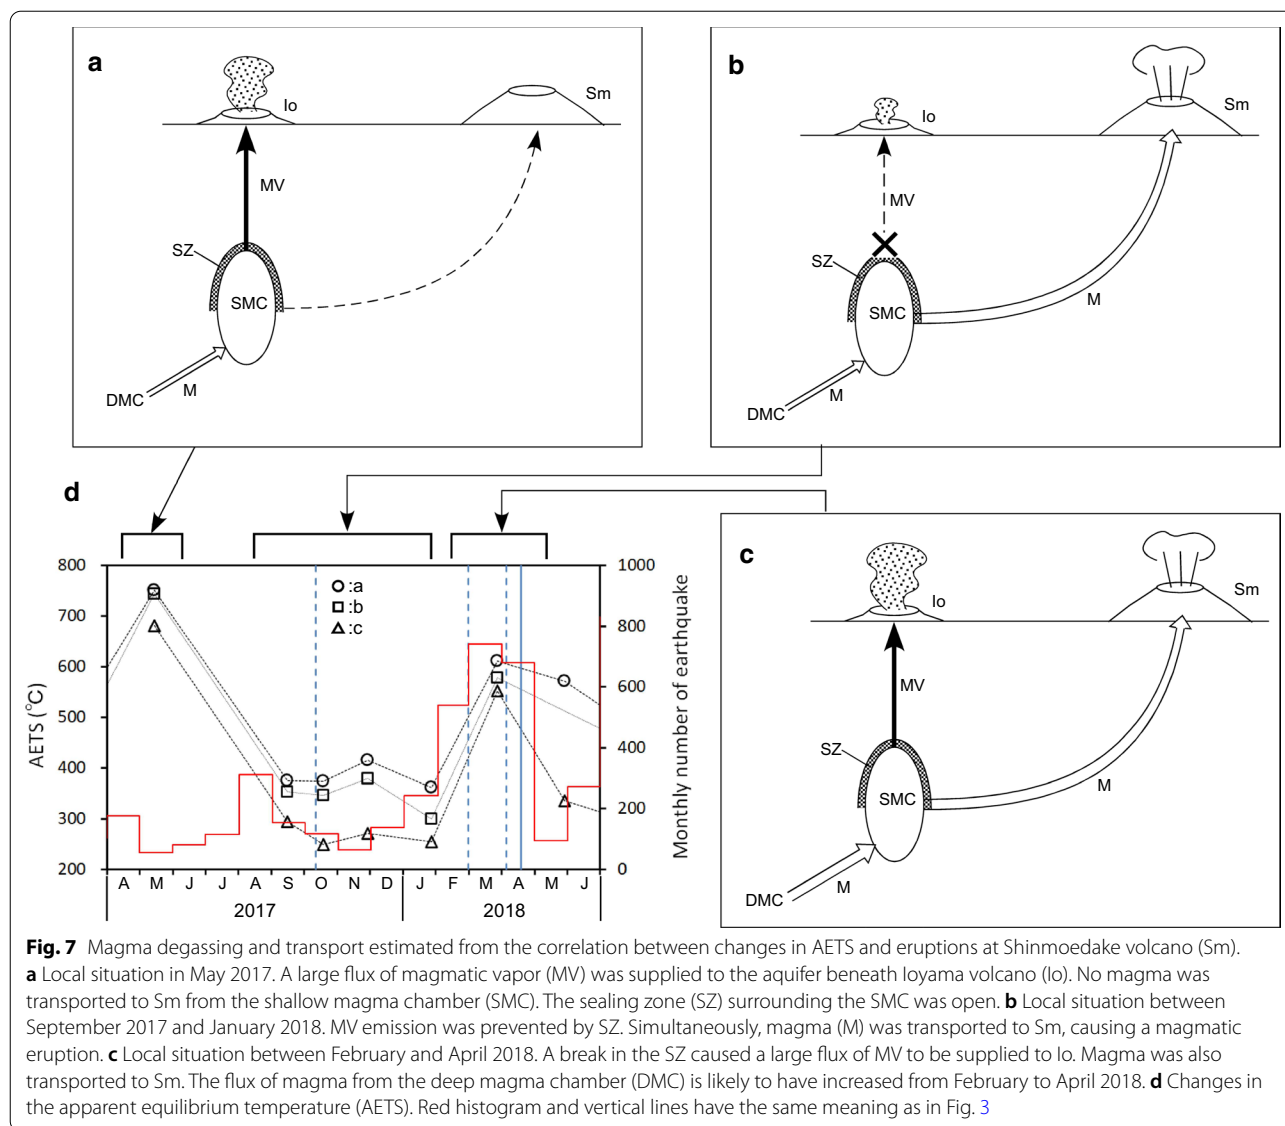 a
Io
Sm
MV
SZ
SMC
M
DMC
b
Io
Sm
MV
SZ
SMC
M
M
DMC
d
c
Io
Sm
MV
SZ
SMC
M
M
DMC
800
700
600
500
400
300
200
AETS (°C)
:a
:b
:c
1000
800
600
400
200
0
Monthly number of earthquake
A M J J A S O N D J F M A M J
2017 2018
Fig. 7 Magma degassing and transport estimated from the correlation between changes in AETS and eruptions at Shinmoedake volcano (Sm).
a Local situation in May 2017. A large flux of magmatic vapor (MV) was supplied to the aquifer beneath Ioyama volcano (Io). No magma was
transported to Sm from the shallow magma chamber (SMC). The sealing zone (SZ) surrounding the SMC was open. b Local situation between
September 2017 and January 2018. MV emission was prevented by SZ. Simultaneously, magma (M) was transported to Sm, causing a magmatic
eruption. c Local situation between February and April 2018. A break in the SZ caused a large flux of MV to be supplied to Io. Magma was also
transported to Sm. The flux of magma from the deep magma chamber (DMC) is likely to have increased from February to April 2018. d Changes in
the apparent equilibrium temperature (AETS). Red histogram and vertical lines have the same meaning as in Fig. 3